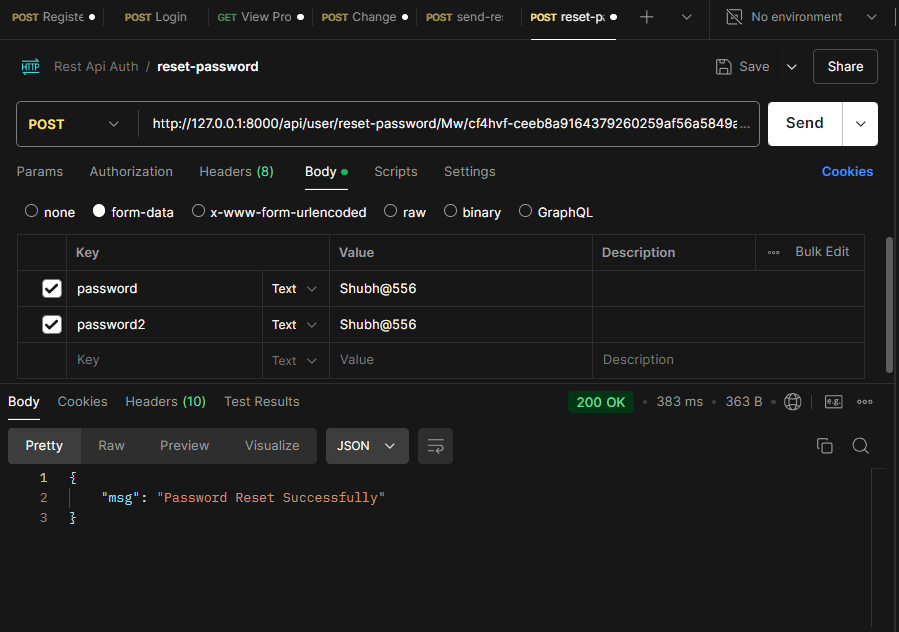 POST Registe POST Login GET View Pro POST Change POST send-re: POST reset-pa No environment
HTTP Rest Api Auth / reset-password Save Share
POST http://127.0.0.1:8000/api/user/reset-password/Mw/cf4hvf-ceeb8a9164379260259af56a5849a... Send
Params Authorization Headers (8) Body Scripts Settings Cookies
none form-data x-www-form-urlencoded raw binary GraphQL
Key Value Description Bulk Edit
password Text Shubh@556
password2 Text Shubh@556
Key Text Value Description
Body Cookies Headers (10) Test Results 200 OK 383 ms 363 B e.g.
Pretty Raw Preview Visualize JSON
1 {
2 "msg": "Password Reset Successfully"
3 }